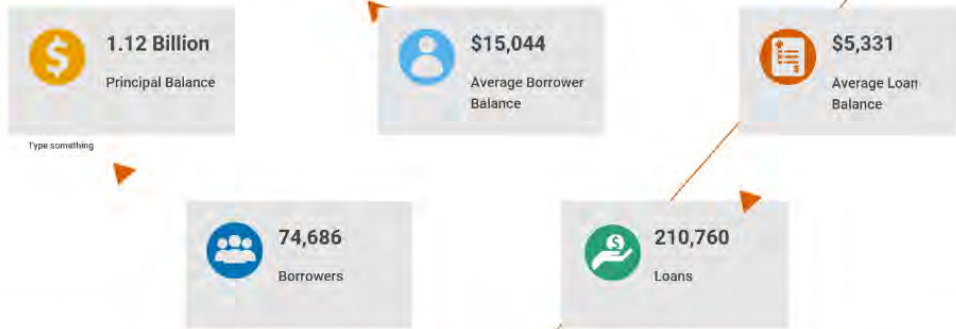 1.12 Billion
Principal Balance
$15,044
Average Borrower
Balance
$5,331
Average Loan
Balance
Type something
74,686
Borrowers
210,760
Loans